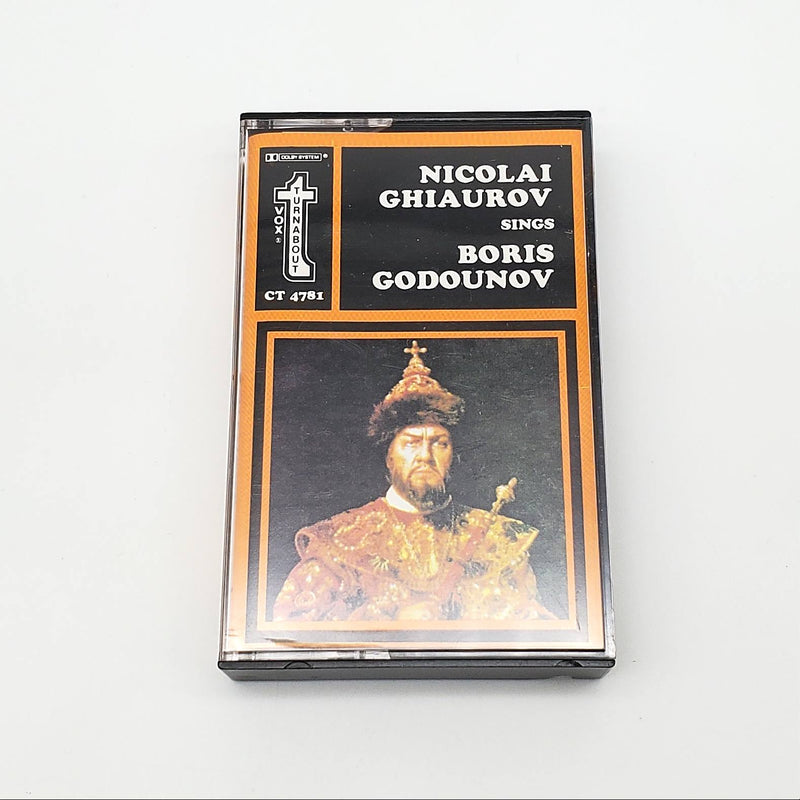 DOLBY SYSTEM ®
VOX ®
TURNABOUT
CT 4781
NICOLAI
GHIAUROV
SINGS
BORIS
GODOUNOV